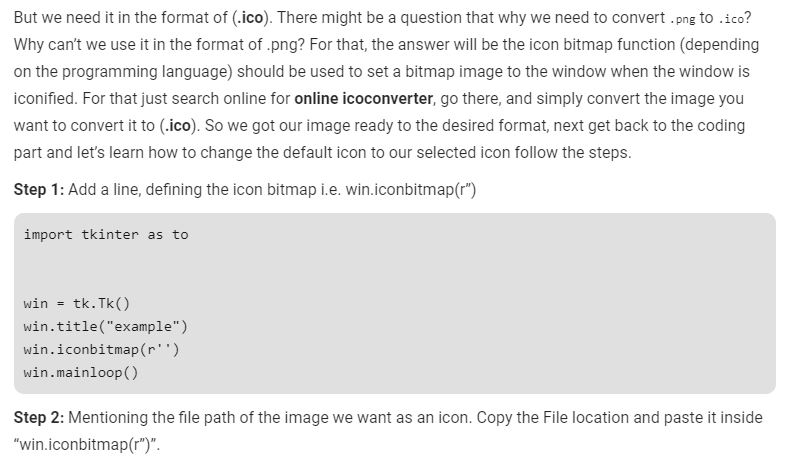 But we need it in the format of (.ico). There might be a question that why we need to convert .png to .ico?
Why can't we use it in the format of .png? For that, the answer will be the icon bitmap function (depending
on the programming language) should be used to set a bitmap image to the window when the window is
iconified. For that just search online for online icoconverter, go there, and simply convert the image you
want to convert it to (.ico). So we got our image ready to the desired format, next get back to the coding
part and let's learn how to change the default icon to our selected icon follow the steps.
Step 1: Add a line, defining the icon bitmap i.e. win.iconbitmap(r”)
import tkinter as to
win = tk.Tk()
win.title("example")
win.iconbitmap(r'')
win.mainloop()
Step 2: Mentioning the file path of the image we want as an icon. Copy the File location and paste it inside
“win.iconbitmap(r”)”.